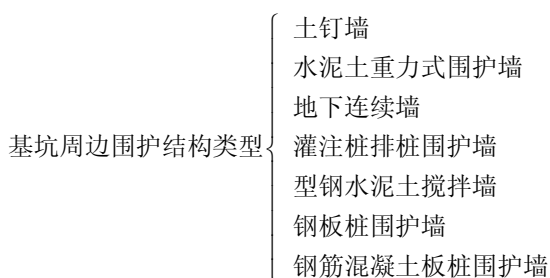 土钉墙
水泥土重力式围护墙
地下连续墙
基坑周边围护结构类型 灌注桩排桩围护墙
型钢水泥土搅拌墙
钢板桩围护墙
钢筋混凝土板桩围护墙